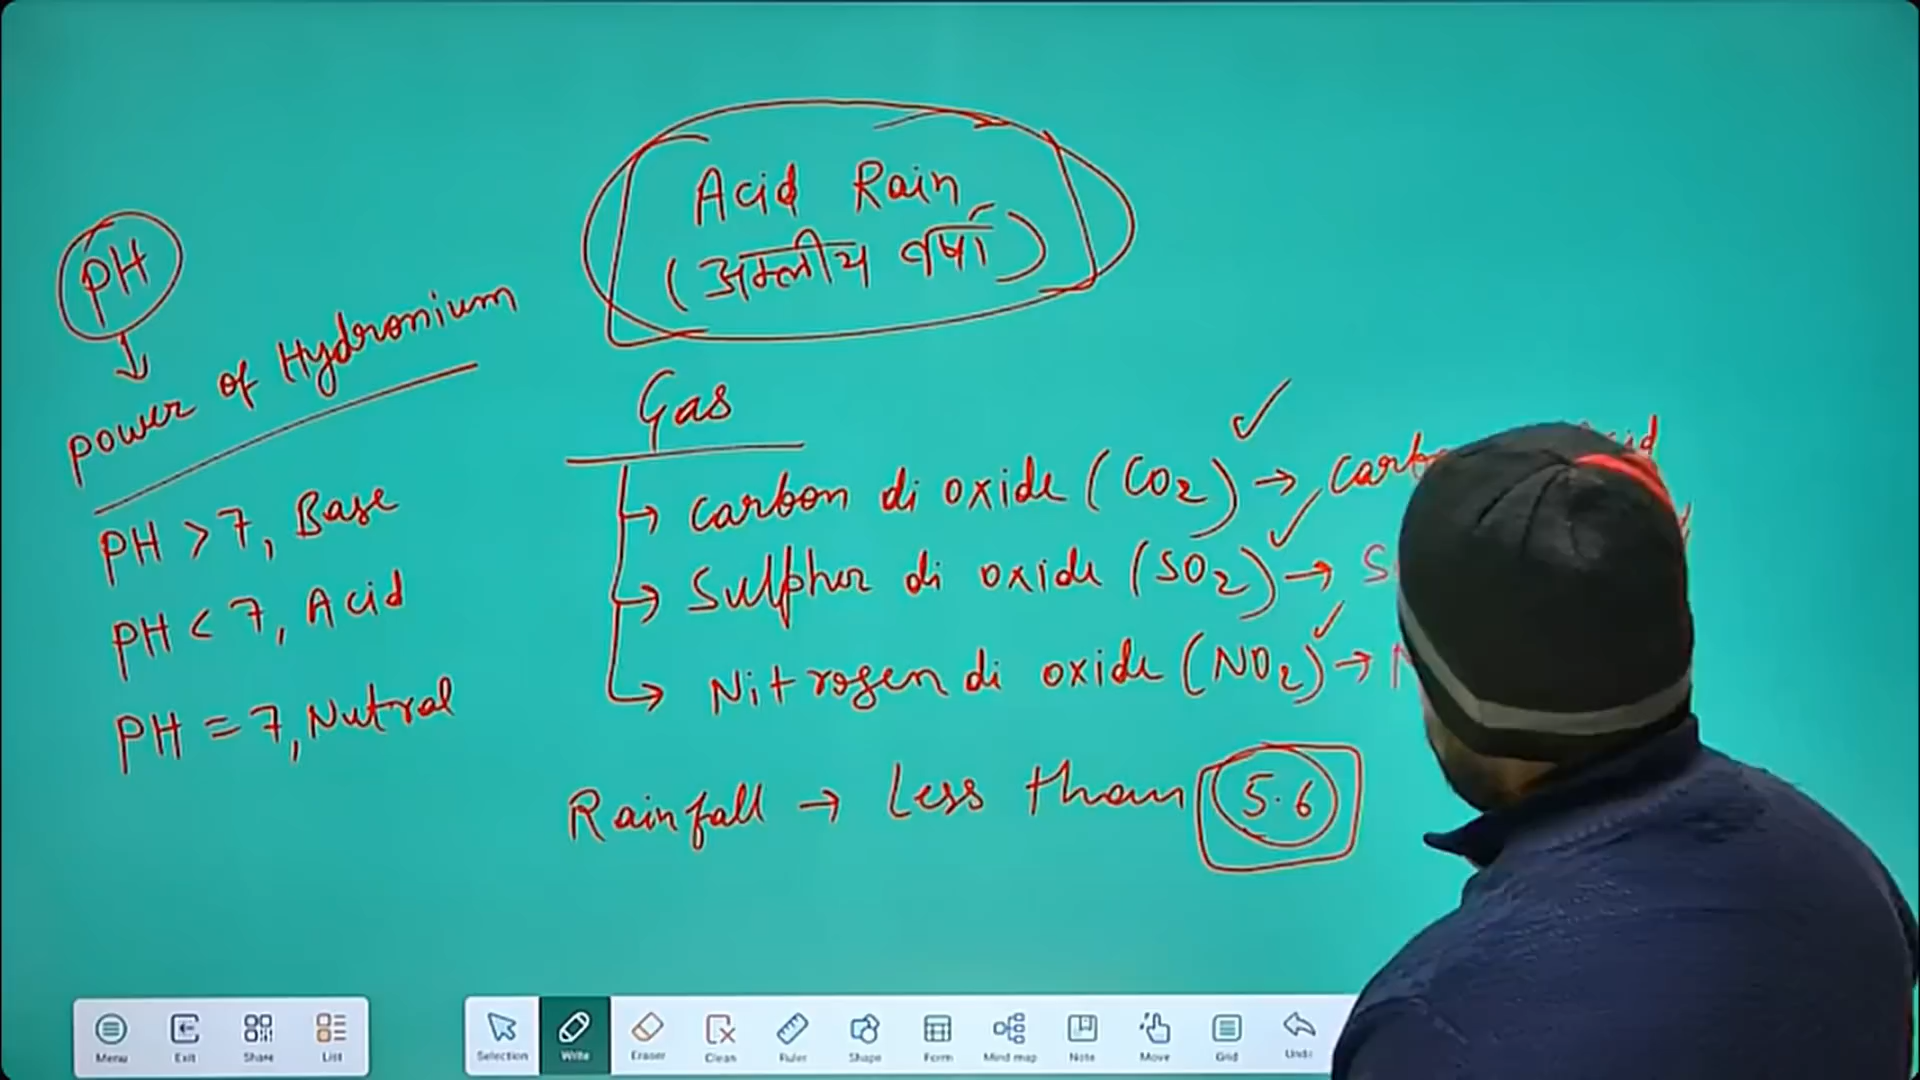 Acid Rain
(अम्लीय वर्षा)
PH
power of Hydronium
PH > 7, Base
PH < 7, Acid
PH = 7, Nutral
Gas
→ carbon di oxide (CO2) →
→ Sulpher di oxide (SO2) →
→ Nitrogen di oxide (NO2) →
Rainfall → Less than 5.6
Menu Exit Share List
Selection Write Eraser Clean Ruler Shape Form Mind map Note Move Grid Undo